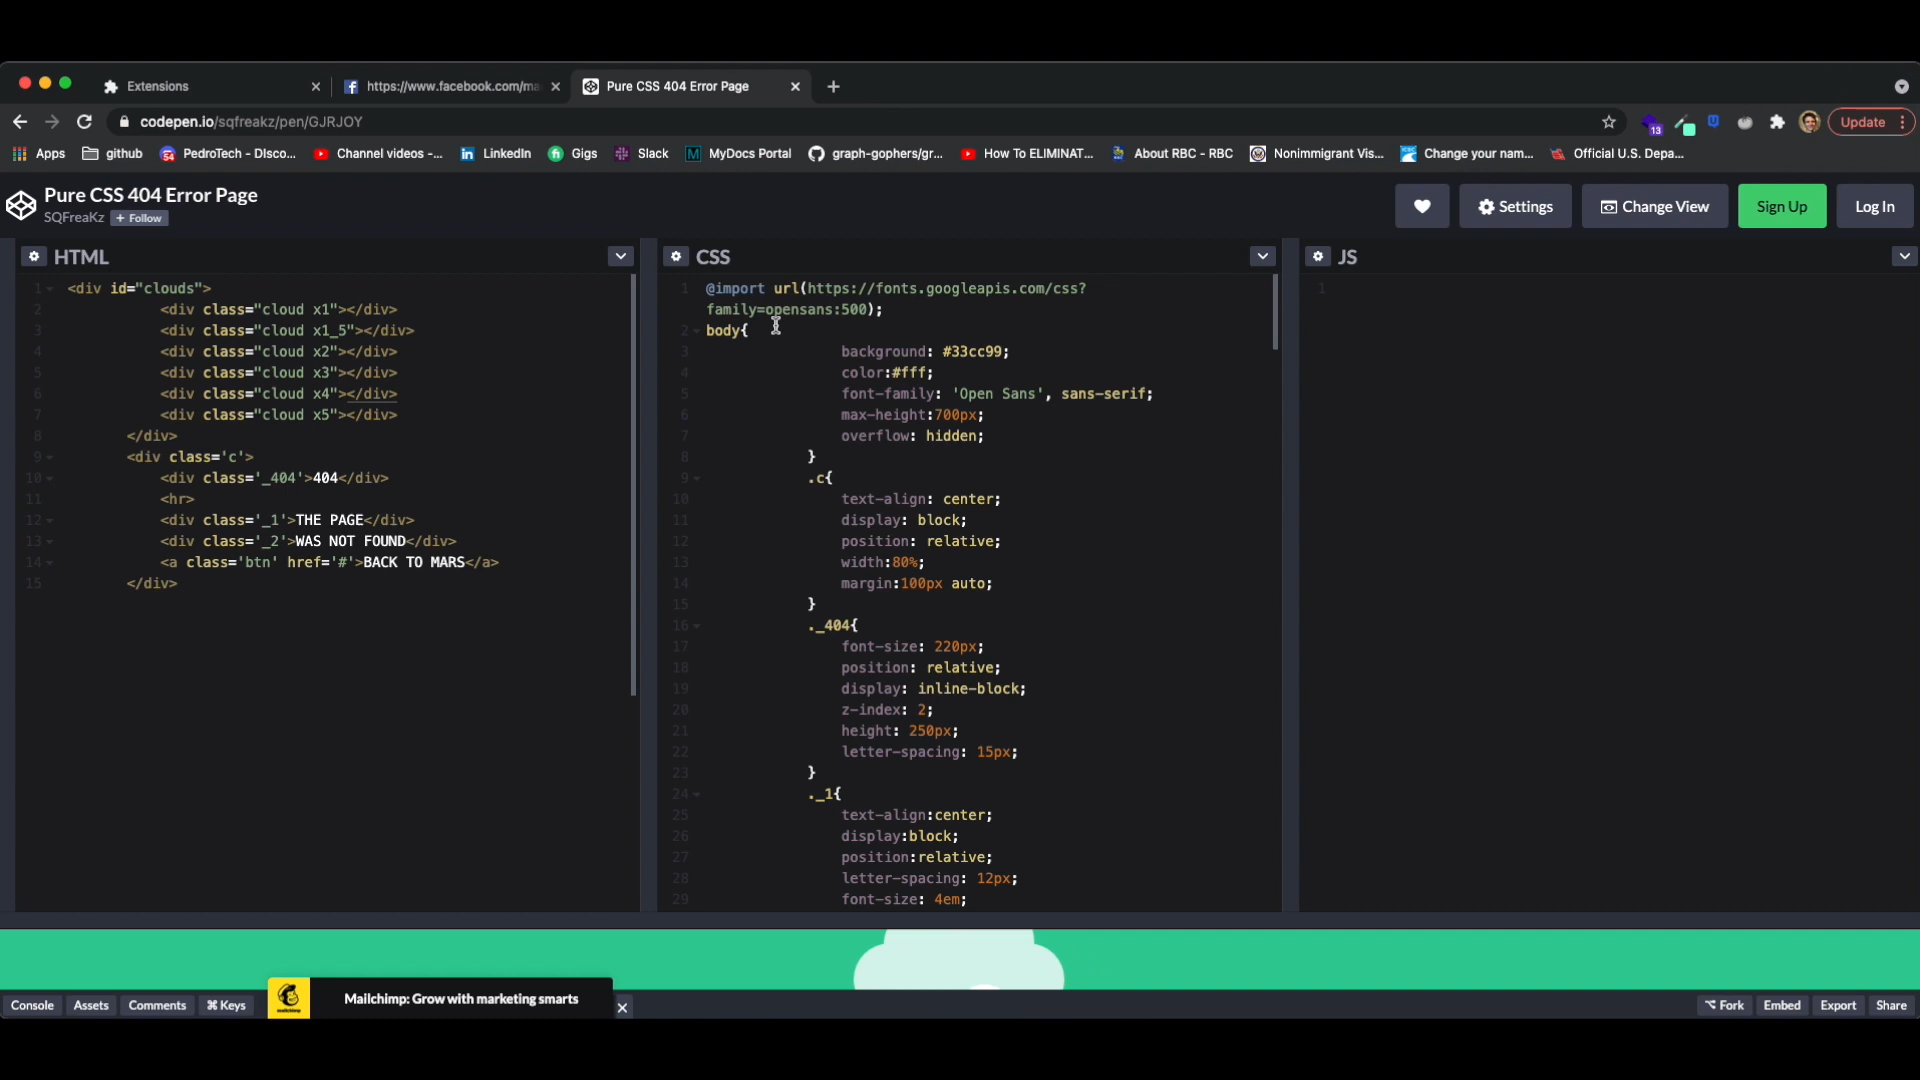 Extensions
https://www.facebook.com/ma
Pure CSS 404 Error Page
codepen.io/sqfreakz/pen/GJRJOY
13
Update
Apps
github
PedroTech - DIsco...
Channel videos -...
LinkedIn
Gigs
Slack
MyDocs Portal
graph-gophers/gr...
How To ELIMINAT...
About RBC - RBC
Nonimmigrant Vis...
Change your nam...
Official U.S. Depa...
Pure CSS 404 Error Page
SQFreaKz
+ Follow
Settings
Change View
Sign Up
Log In
HTML
1 <div id="clouds">
2 <div class="cloud x1"></div>
3 <div class="cloud x1_5"></div>
4 <div class="cloud x2"></div>
5 <div class="cloud x3"></div>
6 <div class="cloud x4"></div>
7 <div class="cloud x5"></div>
8 </div>
9 <div class='c'>
10 <div class='_404'>404</div>
11 <hr>
12 <div class='_1'>THE PAGE</div>
13 <div class='_2'>WAS NOT FOUND</div>
14 <a class='btn' href='#'>BACK TO MARS</a>
15 </div>
CSS
1 @import url(https://fonts.googleapis.com/css?
family=opensans:500);
2 body{
3 background: #33cc99;
4 color:#fff;
5 font-family: 'Open Sans', sans-serif;
6 max-height:700px;
7 overflow: hidden;
8 }
9 .c{
10 text-align: center;
11 display: block;
12 position: relative;
13 width:80%;
14 margin:100px auto;
15 }
16 ._404{
17 font-size: 220px;
18 position: relative;
19 display: inline-block;
20 z-index: 2;
21 height: 250px;
22 letter-spacing: 15px;
23 }
24 ._1{
25 text-align:center;
26 display:block;
27 position:relative;
28 letter-spacing: 12px;
29 font-size: 4em;
JS
1
Console
Assets
Comments
⌘ Keys
Mailchimp: Grow with marketing smarts
Fork
Embed
Export
Share